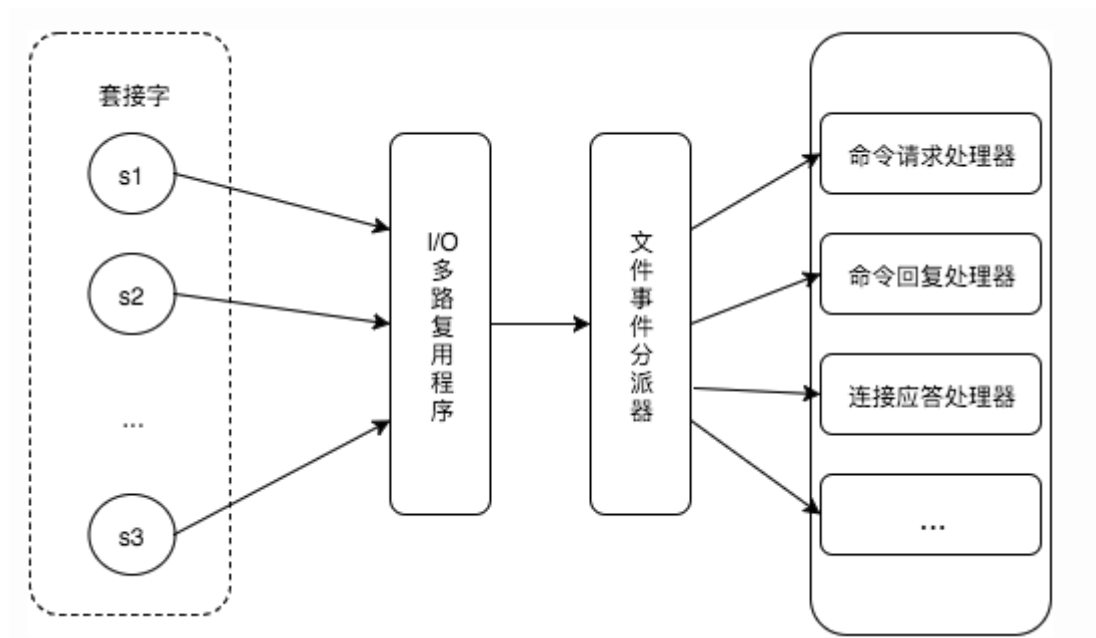 套接字
s1
s2
...
s3
I/O
多
路
复
用
程
序
文
件
事
件
分
派
器
命令请求处理器
命令回复处理器
连接应答处理器
...